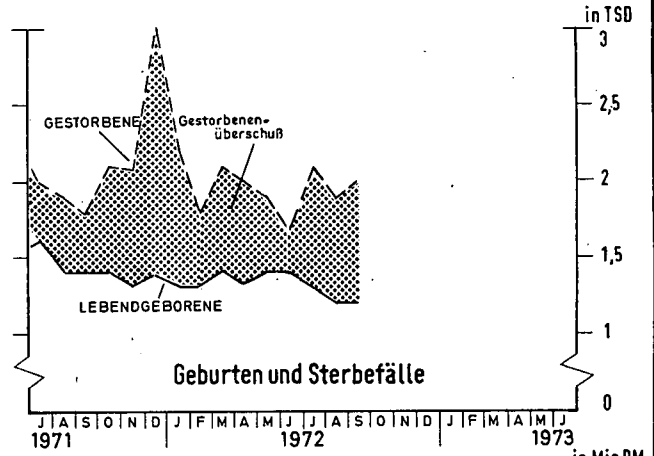 in TSD
3
GESTORBENE
Gestorbenen-
überschuß
2,5
2
1,5
LEBENDGEBORENE
1
Geburten und Sterbefälle
0
J A S O N D J F M A M J J A S O N D J F M A M J
1971 1972 1973
in Mio DM